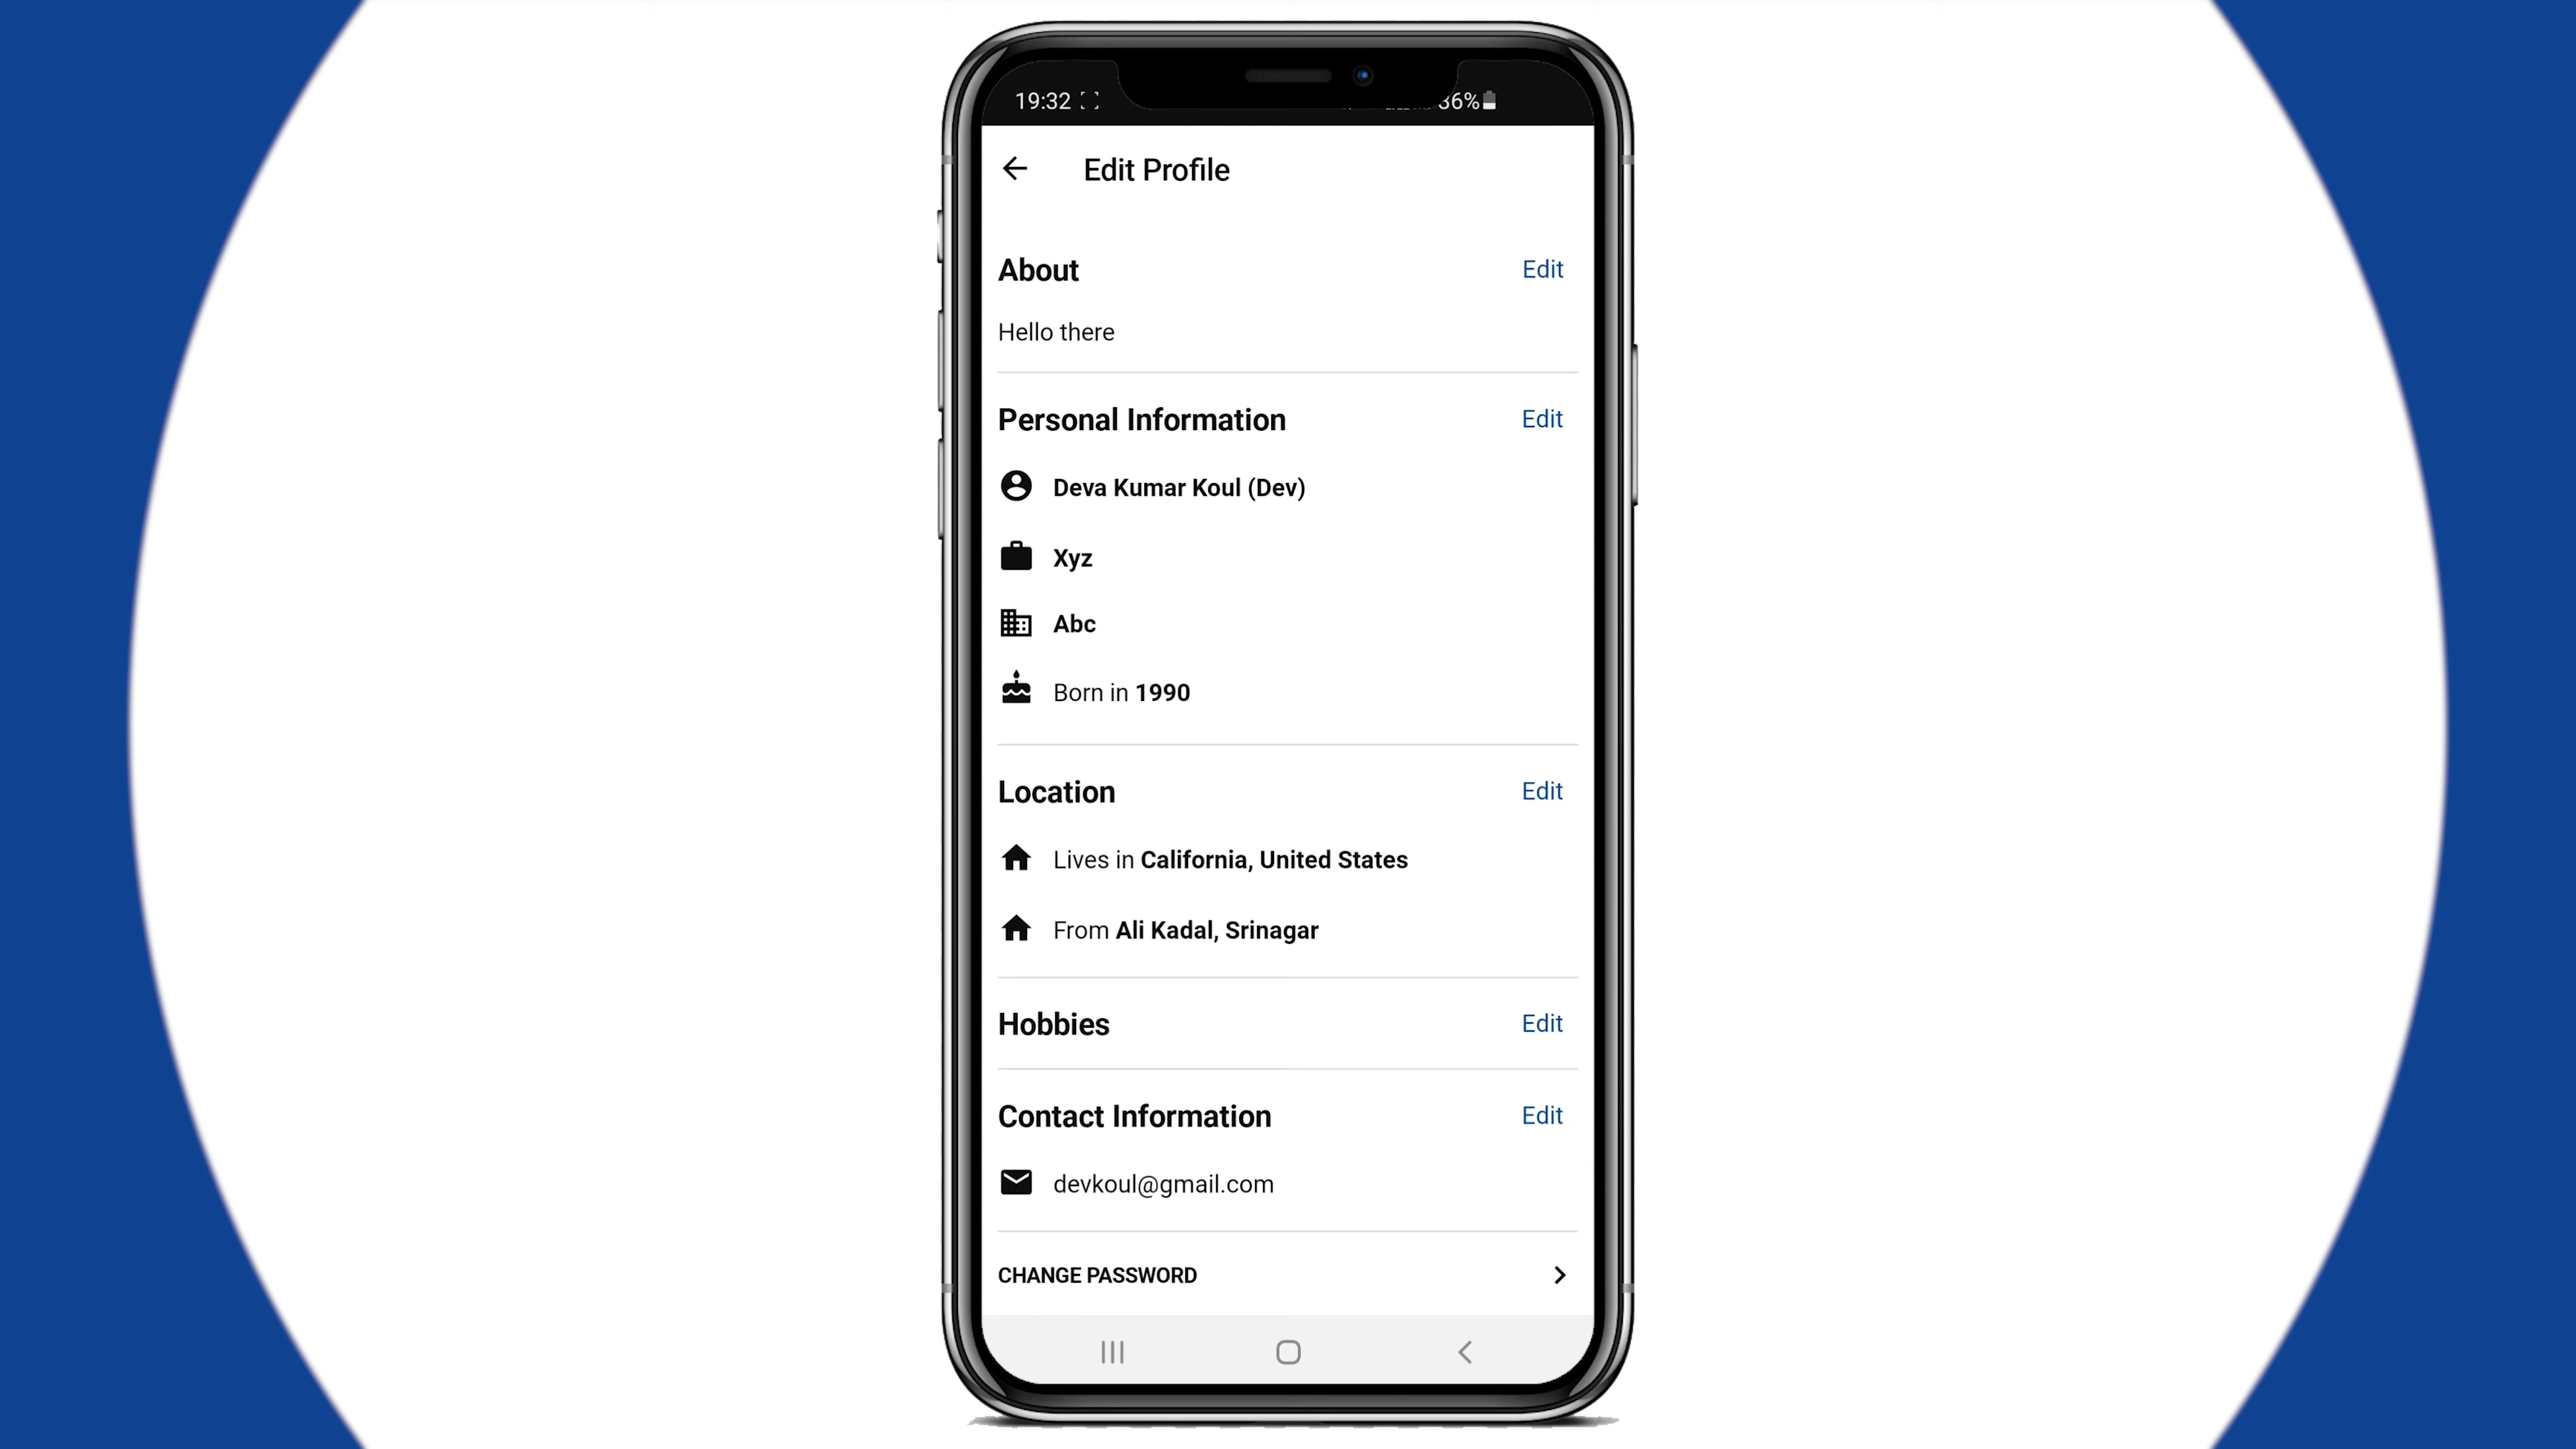 19:32
Edit Profile
About Edit
Hello there
Personal Information Edit
Deva Kumar Koul (Dev)
Xyz
Abc
Born in 1990
Location Edit
Lives in California, United States
From Ali Kadal, Srinagar
Hobbies Edit
Contact Information Edit
devkoul@gmail.com
CHANGE PASSWORD